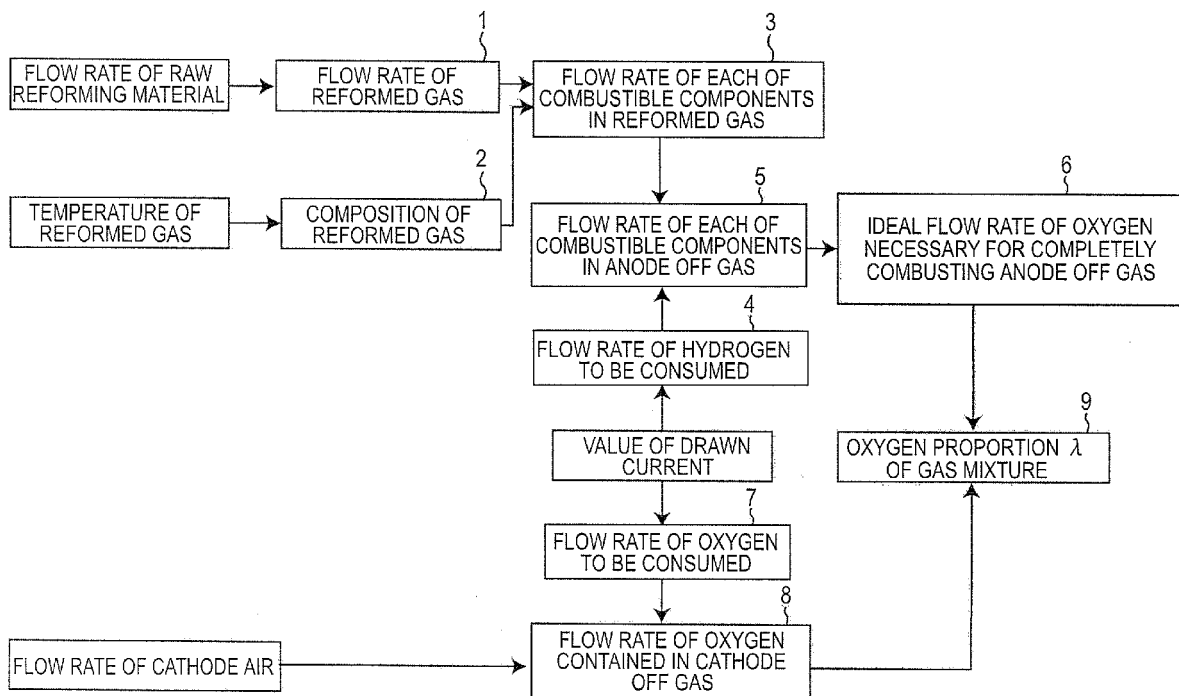 1
3
FLOW RATE OF RAW
REFORMING MATERIAL
FLOW RATE OF
REFORMED GAS
FLOW RATE OF EACH OF
COMBUSTIBLE COMPONENTS
IN REFORMED GAS
2
5
6
TEMPERATURE OF
REFORMED GAS
COMPOSITION OF
REFORMED GAS
FLOW RATE OF EACH OF
COMBUSTIBLE COMPONENTS
IN ANODE OFF GAS
IDEAL FLOW RATE OF OXYGEN
NECESSARY FOR COMPLETELY
COMBUSTING ANODE OFF GAS
4
FLOW RATE OF HYDROGEN
TO BE CONSUMED
9
VALUE OF DRAWN
CURRENT
OXYGEN PROPORTION λ
OF GAS MIXTURE
7
FLOW RATE OF OXYGEN
TO BE CONSUMED
8
FLOW RATE OF CATHODE AIR
FLOW RATE OF OXYGEN
CONTAINED IN CATHODE
OFF GAS